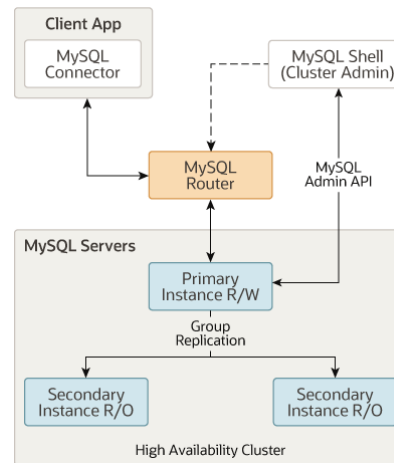 Client App
MySQL
Connector
MySQL Shell
(Cluster Admin)
MySQL
Router
MySQL
Admin API
MySQL Servers
Primary
Instance R/W
Group
Replication
Secondary
Instance R/O
Secondary
Instance R/O
High Availability Cluster